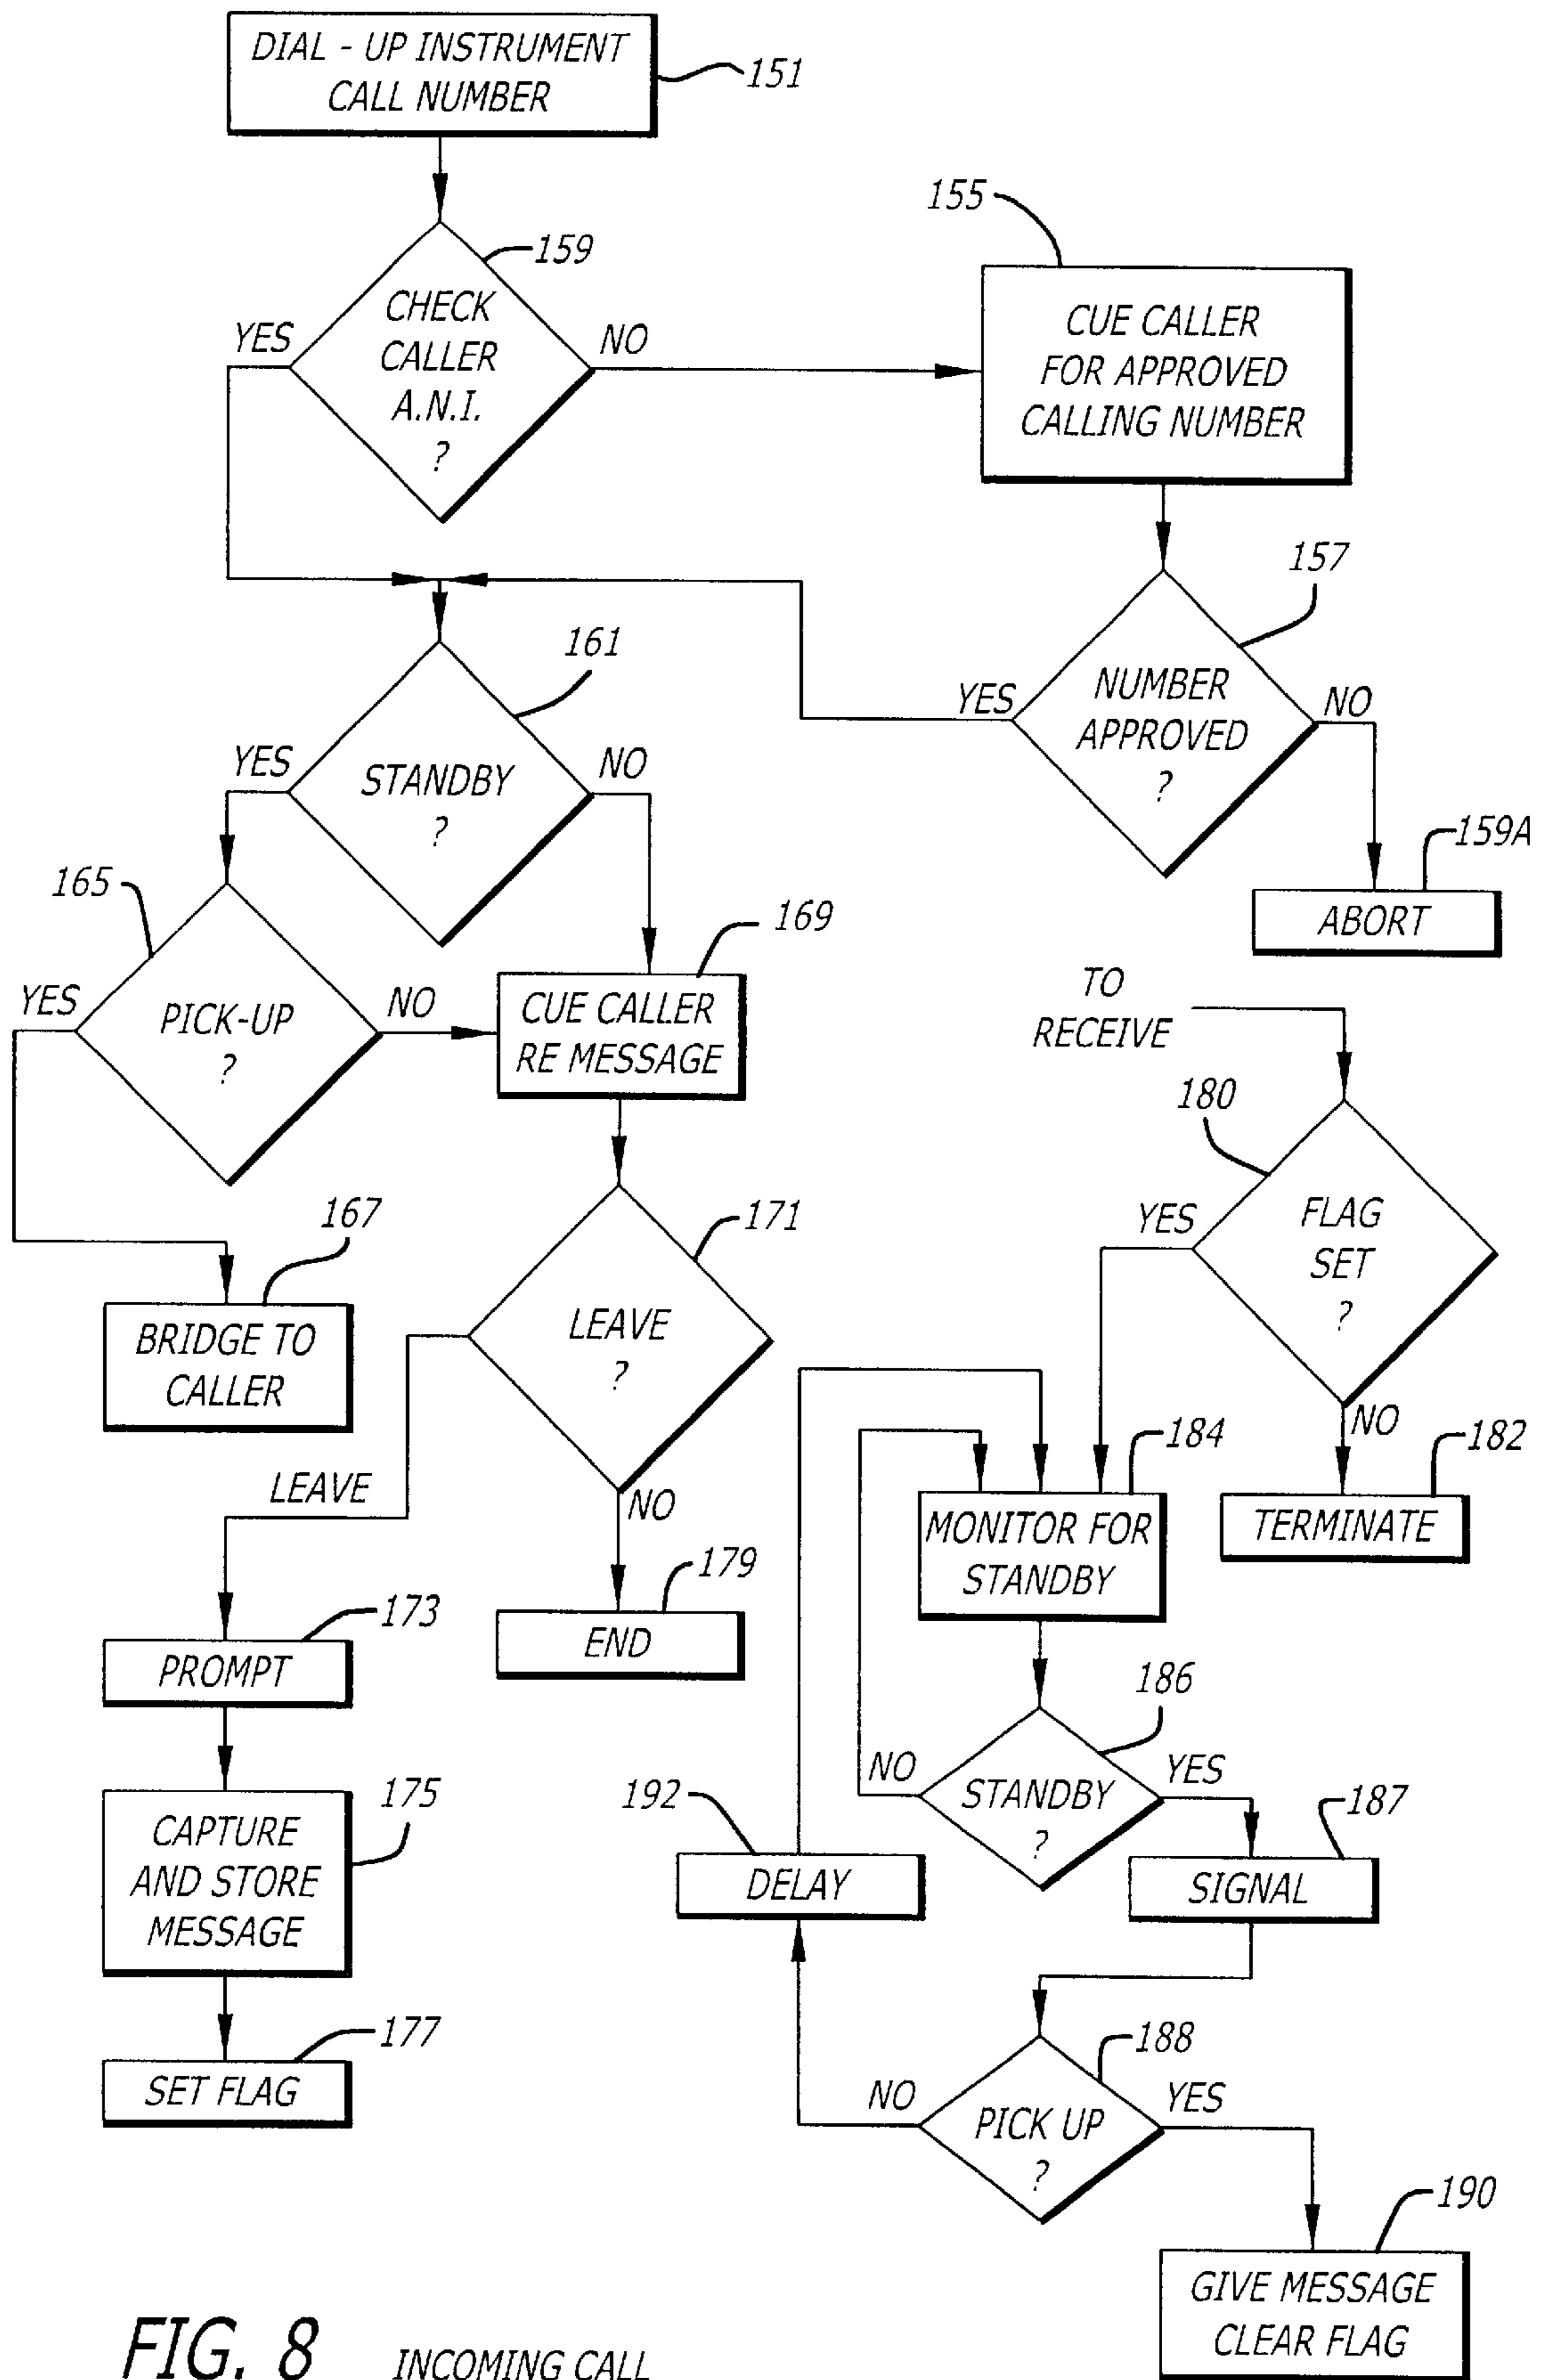 DIAL - UP INSTRUMENT
CALL NUMBER
151
155
159
CHECK
CALLER
A.N.I.
?
YES
NO
CUE CALLER
FOR APPROVED
CALLING NUMBER
157
161
NUMBER
APPROVED
?
YES
NO
STANDBY
?
YES
NO
159A
ABORT
165
169
PICK-UP
?
YES
NO
CUE CALLER
RE MESSAGE
TO
RECEIVE
180
167
171
FLAG
SET
?
YES
BRIDGE TO
CALLER
LEAVE
?
NO
184
182
LEAVE
NO
MONITOR FOR
STANDBY
TERMINATE
179
173
END
PROMPT
186
NO
STANDBY
?
YES
192
187
175
CAPTURE
AND STORE
MESSAGE
DELAY
SIGNAL
177
188
SET FLAG
NO
PICK UP
?
YES
190
GIVE MESSAGE
CLEAR FLAG
FIG. 8 INCOMING CALL